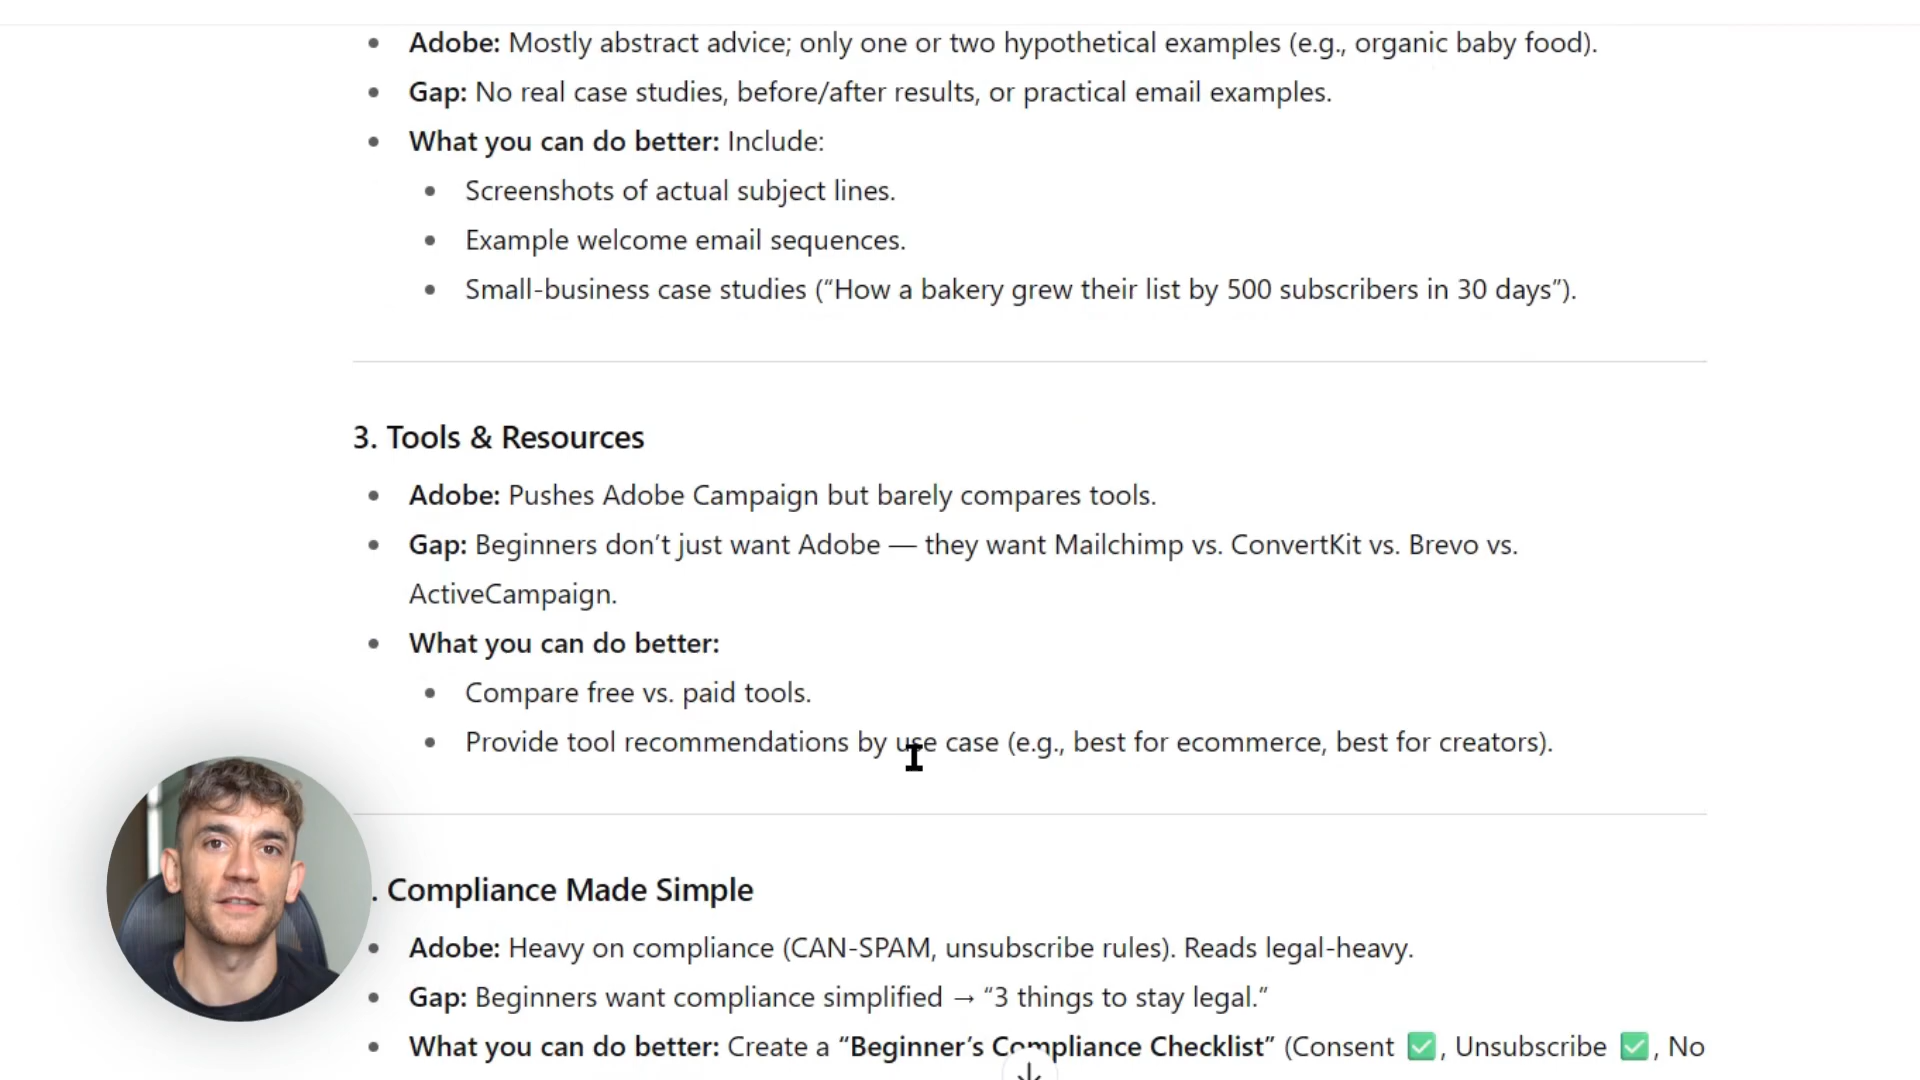 Adobe: Mostly abstract advice; only one or two hypothetical examples (e.g., organic baby food).
Gap: No real case studies, before/after results, or practical email examples.
What you can do better: Include:
Screenshots of actual subject lines.
Example welcome email sequences.
Small-business case studies (“How a bakery grew their list by 500 subscribers in 30 days”).
3. Tools & Resources
Adobe: Pushes Adobe Campaign but barely compares tools.
Gap: Beginners don’t just want Adobe — they want Mailchimp vs. ConvertKit vs. Brevo vs.
ActiveCampaign.
What you can do better:
Compare free vs. paid tools.
Provide tool recommendations by use case (e.g., best for ecommerce, best for creators).
. Compliance Made Simple
Adobe: Heavy on compliance (CAN-SPAM, unsubscribe rules). Reads legal-heavy.
Gap: Beginners want compliance simplified → “3 things to stay legal.”
What you can do better: Create a “Beginner’s Compliance Checklist” (Consent ✅, Unsubscribe ✅, No